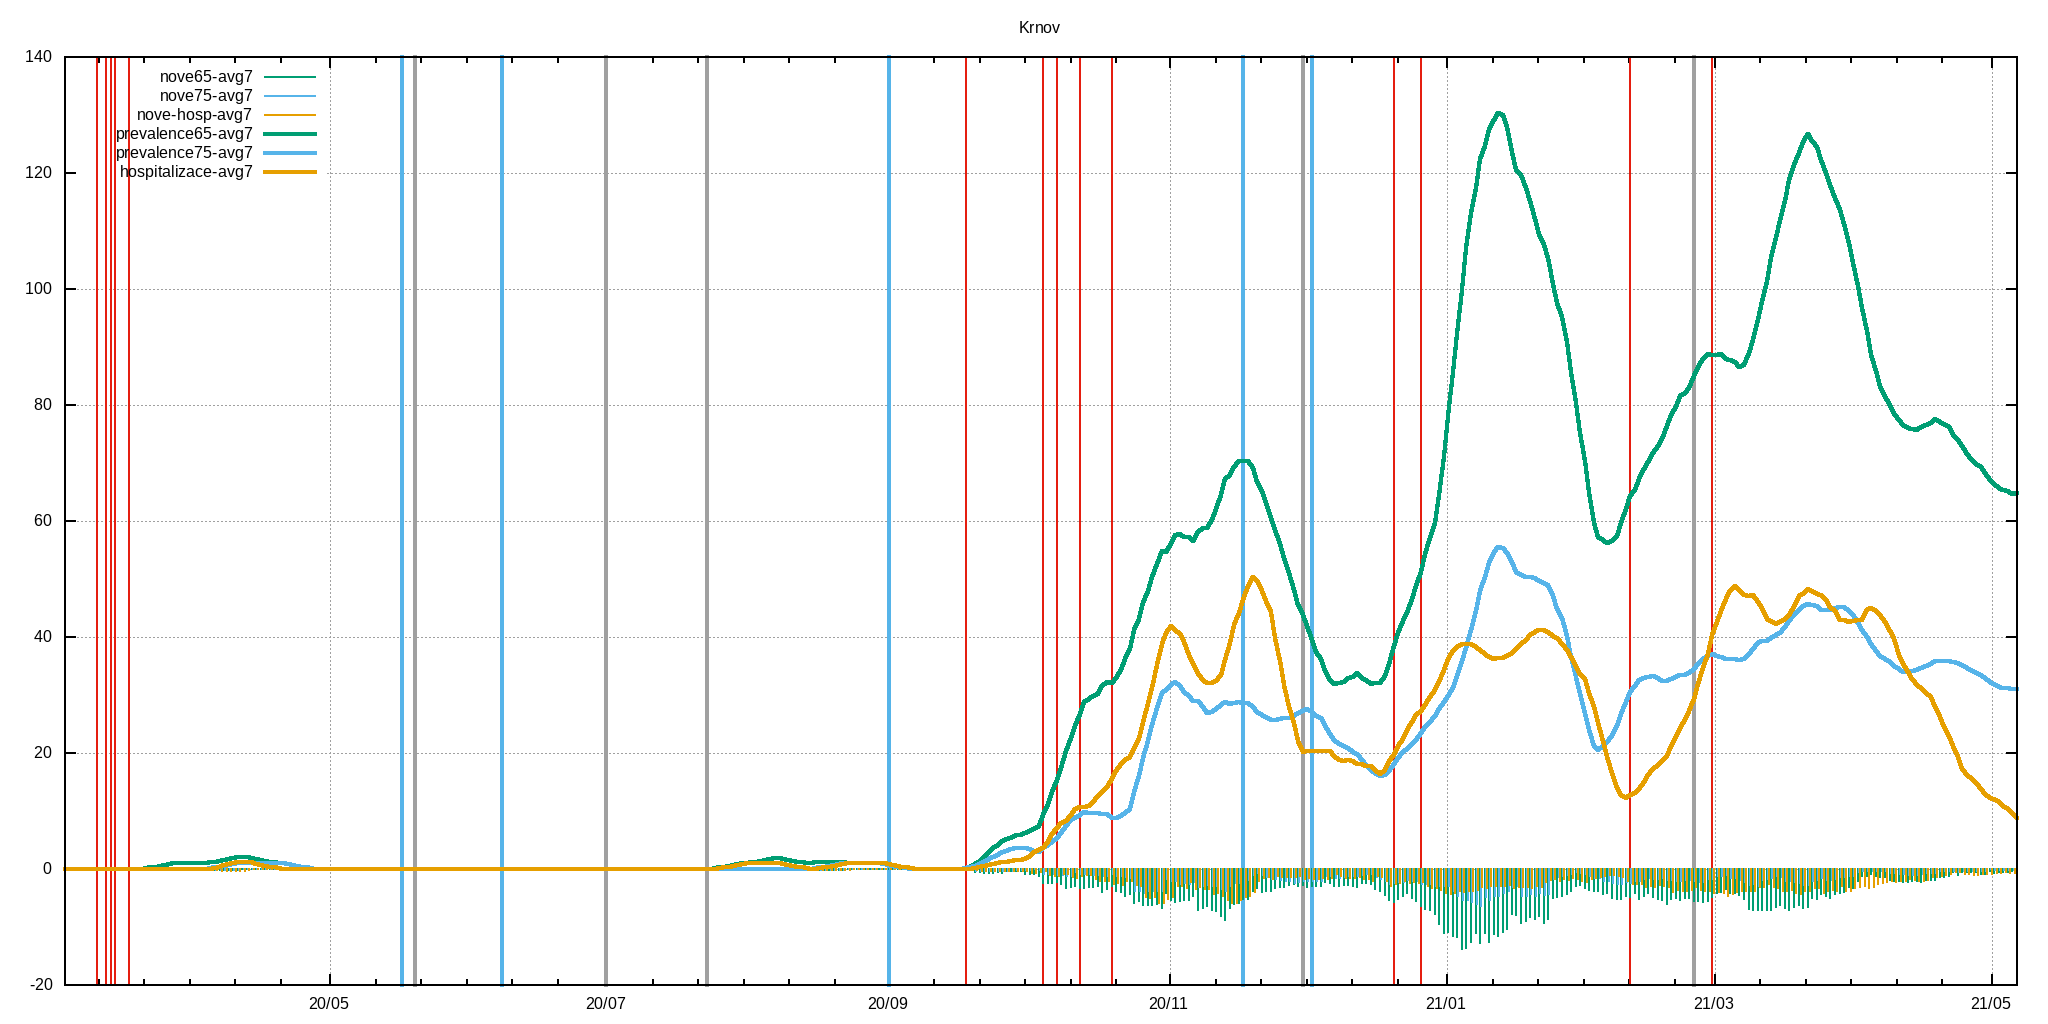 Krnov
140
120
100
80
60
40
20
0
-20
nove65-avg7
nove75-avg7
nove-hosp-avg7
prevalence65-avg7
prevalence75-avg7
hospitalizace-avg7
20/05 20/07 20/09 20/11 21/01 21/03 21/05